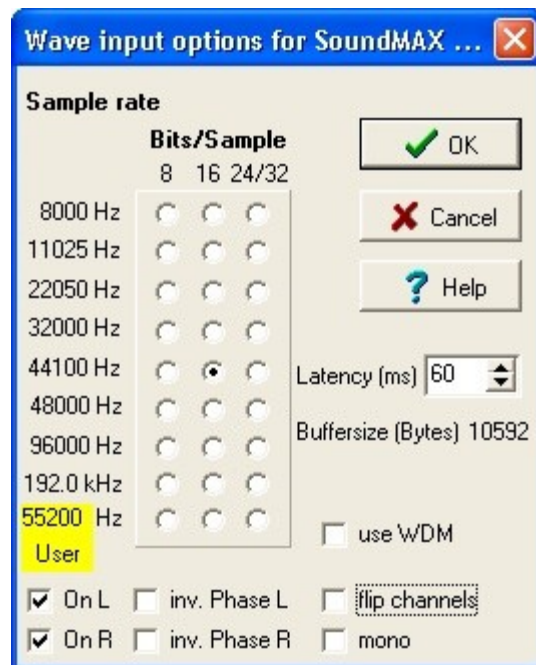 Wave input options for SoundMAX ...
Sample rate
Bits/Sample
8 16 24/32
OK
Cancel
Help
8000 Hz
11025 Hz
22050 Hz
32000 Hz
44100 Hz
48000 Hz
96000 Hz
192.0 kHz
55200 Hz
User
Latency (ms) 60
Buffersize (Bytes) 10592
use WDM
On L inv. Phase L flip channels
On R inv. Phase R mono